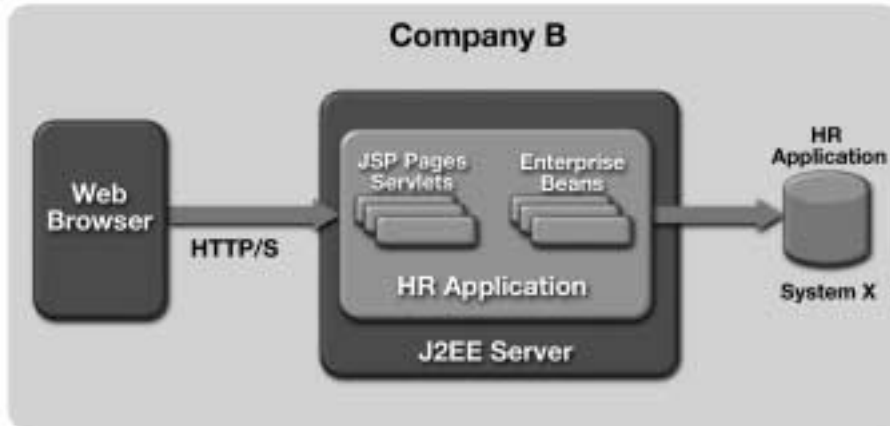 Company B
Web
Browser
HTTP/S
JSP Pages
Servlets
Enterprise
Beans
HR Application
J2EE Server
HR
Application
System X